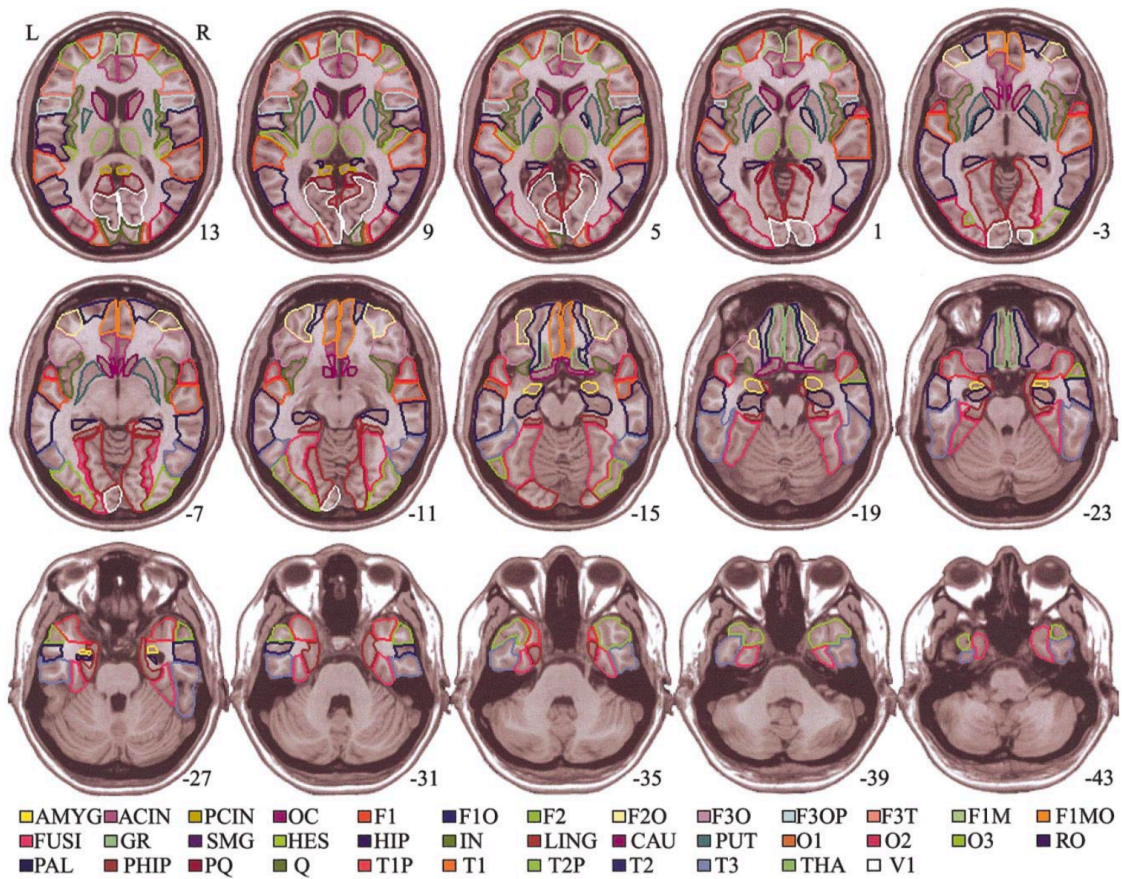 L R
13 9 5 1 -3
-7 -11 -15 -19 -23
-27 -31 -35 -39 -43
AMYG ACIN PCIN OC F1 F1O F2 F2O F3O F3OP F3T F1M F1MO
FUSI GR SMG HES HIP IN LING CAU PUT O1 O2 O3 RO
PAL PHIP PQ Q T1P T1 T2P T2 T3 THA V1